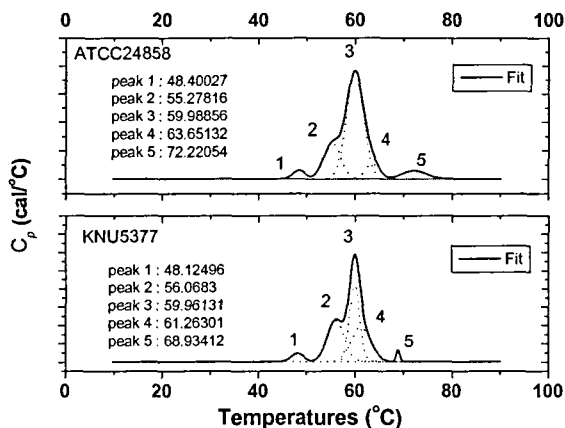 0 20 40 60 80 100
ATCC24858
3
Fit
peak 1 : 48.40027
peak 2 : 55.27816
peak 3 : 59.98856
peak 4 : 63.65132
peak 5 : 72.22054
2
4
1
5
Cp (cal/°C)
KNU5377
3
Fit
peak 1 : 48.12496
peak 2 : 56.0683
peak 3 : 59.96131
peak 4 : 61.26301
peak 5 : 68.93412
2
4
1
5
0 20 40 60 80 100
Temperatures (°C)